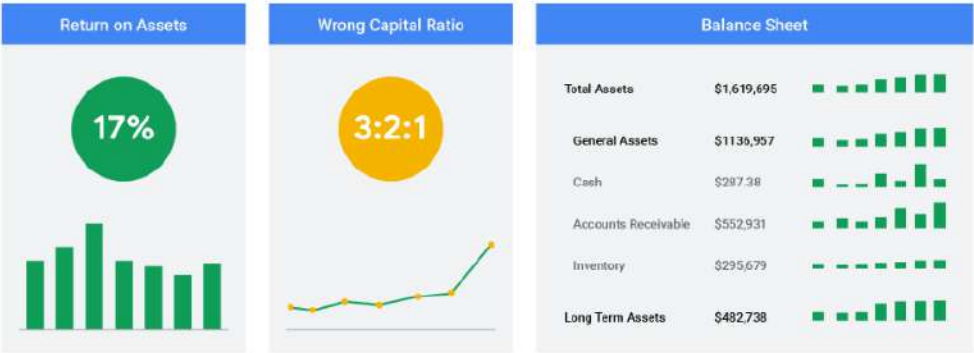 Return on Assets
17%
Wrong Capital Ratio
3:2:1
Balance Sheet
Total Assets $1,619,695
General Assets $1136,957
Cash $287.38
Accounts Receivable $552,931
Inventory $295,679
Long Term Assets $482,738